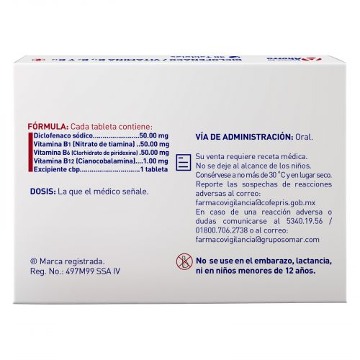 FÓRMULA: Cada tableta contiene:
Diclofenaco sódico.............................50.00 mg
Vitamina B1 (Nitrato de tiamina) ..50.00 mg
Vitamina B6 (Clorhidrato de piridoxina) ..50.00 mg
Vitamina B12 (Cianocobalamina)....1.00 mg
Excipiente cbp.............................1 tableta
DOSIS: La que el médico señale.
® Marca registrada.
Reg. No.: 497M99 SSA IV
VÍA DE ADMINISTRACIÓN: Oral.
Su venta requiere receta médica.
No se deje al alcance de los niños.
Consérvese a no más de 30 °C y en lugar seco.
Reporte las sospechas de reacciones
adversas al correo:
farmacovigilancia@cofepris.gob.mx
En caso de una reacción adversa o
dudas comunicarse al 5340.19.56 /
01800.706.2738 o al correo:
farmacovigilancia@gruposomar.com
No se use en el embarazo, lactancia,
ni en niños menores de 12 años.